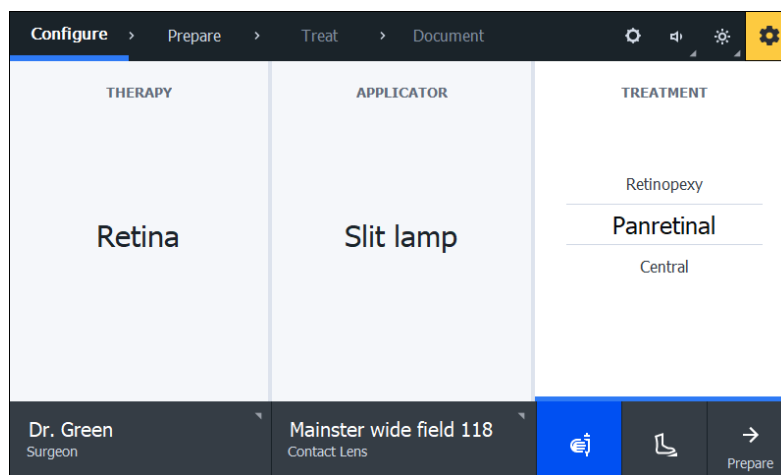 Configure > Prepare > Treat > Document
THERAPY
Retina
APPLICATOR
Slit lamp
TREATMENT
Retinopexy
Panretinal
Central
Dr. Green
Surgeon
Mainster wide field 118
Contact Lens
Prepare